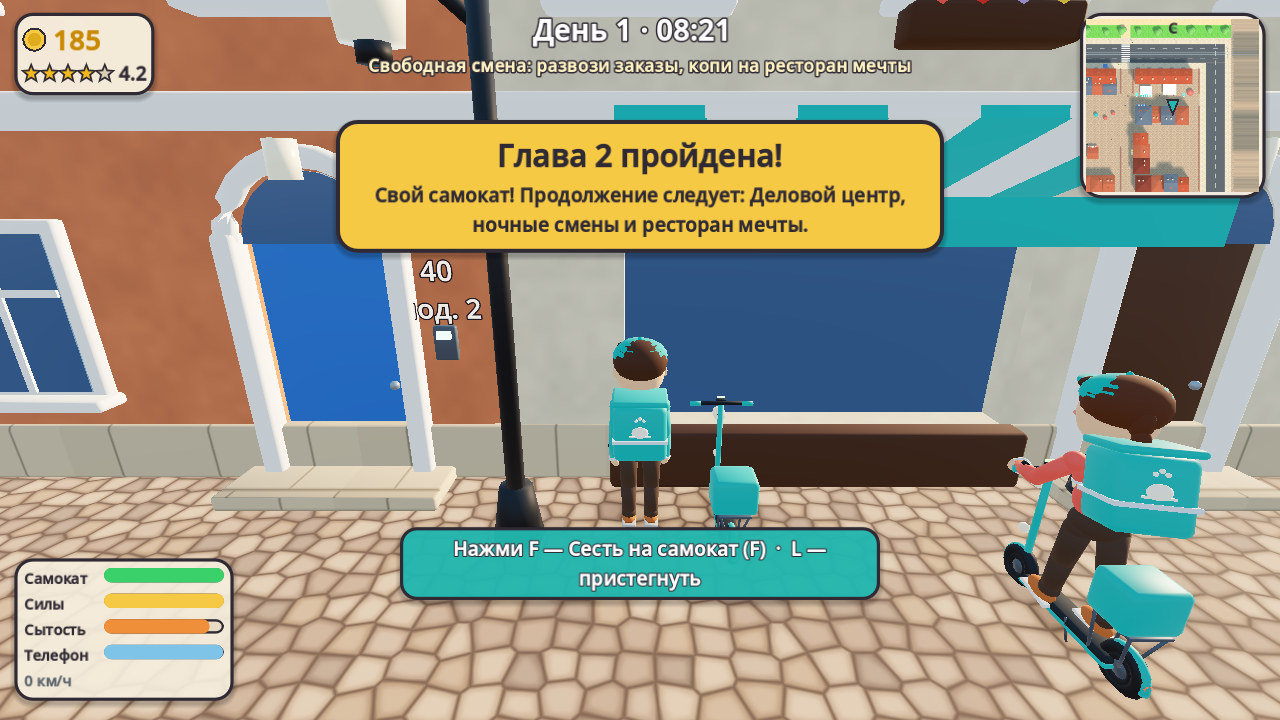 185
4.2
День 1 · 08:21
Свободная смена: развози заказы, копи на ресторан мечты
С
Глава 2 пройдена!
Свой самокат! Продолжение следует: Деловой центр,
ночные смены и ресторан мечты.
40
од. 2
Нажми F — Сесть на самокат (F) · L —
пристегнуть
Самокат
Силы
Сытость
Телефон
0 км/ч